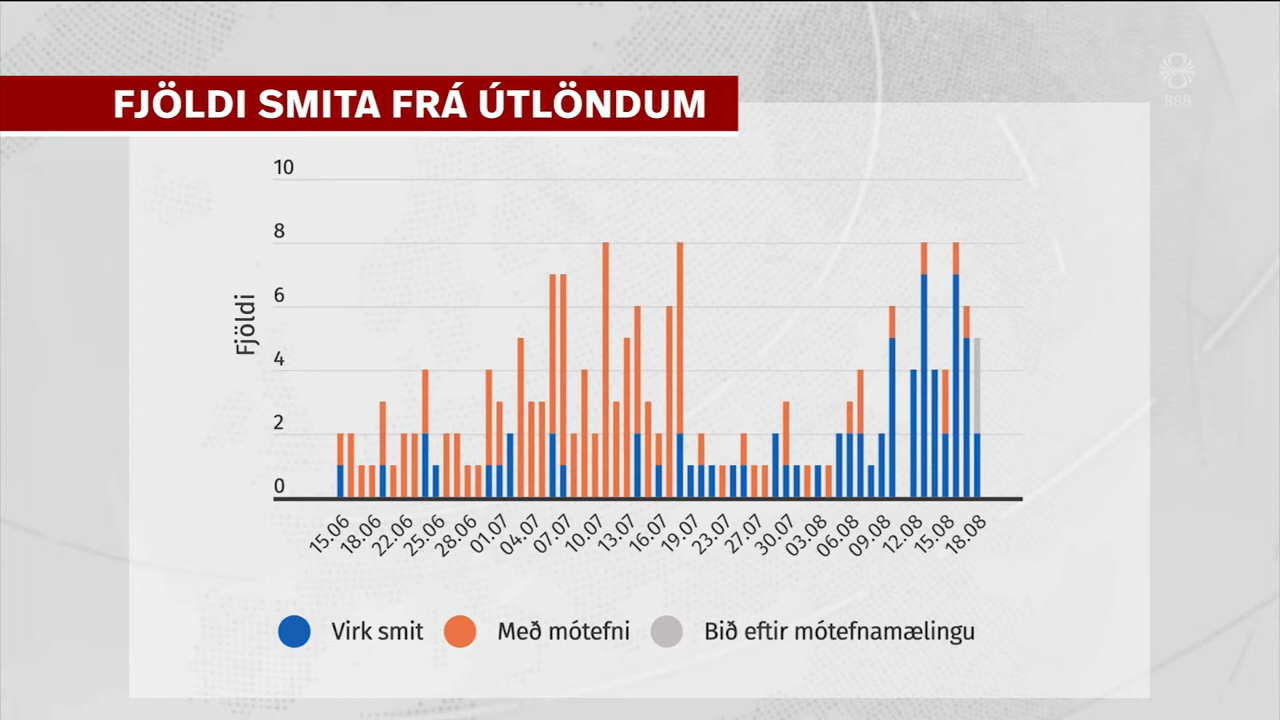 FJÖLDI SMITA FRÁ ÚTLÖNDUM
888
Fjöldi
10
8
6
4
2
0
15.06 18.06 22.06 25.06 28.06 01.07 04.07 07.07 10.07 13.07 16.07 19.07 23.07 27.07 30.07 03.08 06.08 09.08 12.08 15.08 18.08
Virk smit Með mótefni Bið eftir mótefnamælingu